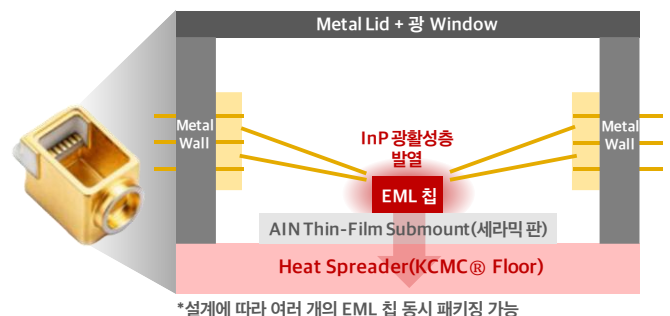 Metal Lid + 광 Window
Metal
Wall
InP 광활성층
발열
Metal
Wall
EML 칩
AIN Thin-Film Submount(세라믹 판)
Heat Spreader(KCMC® Floor)
*설계에 따라 여러 개의 EML 칩 동시 패키징 가능